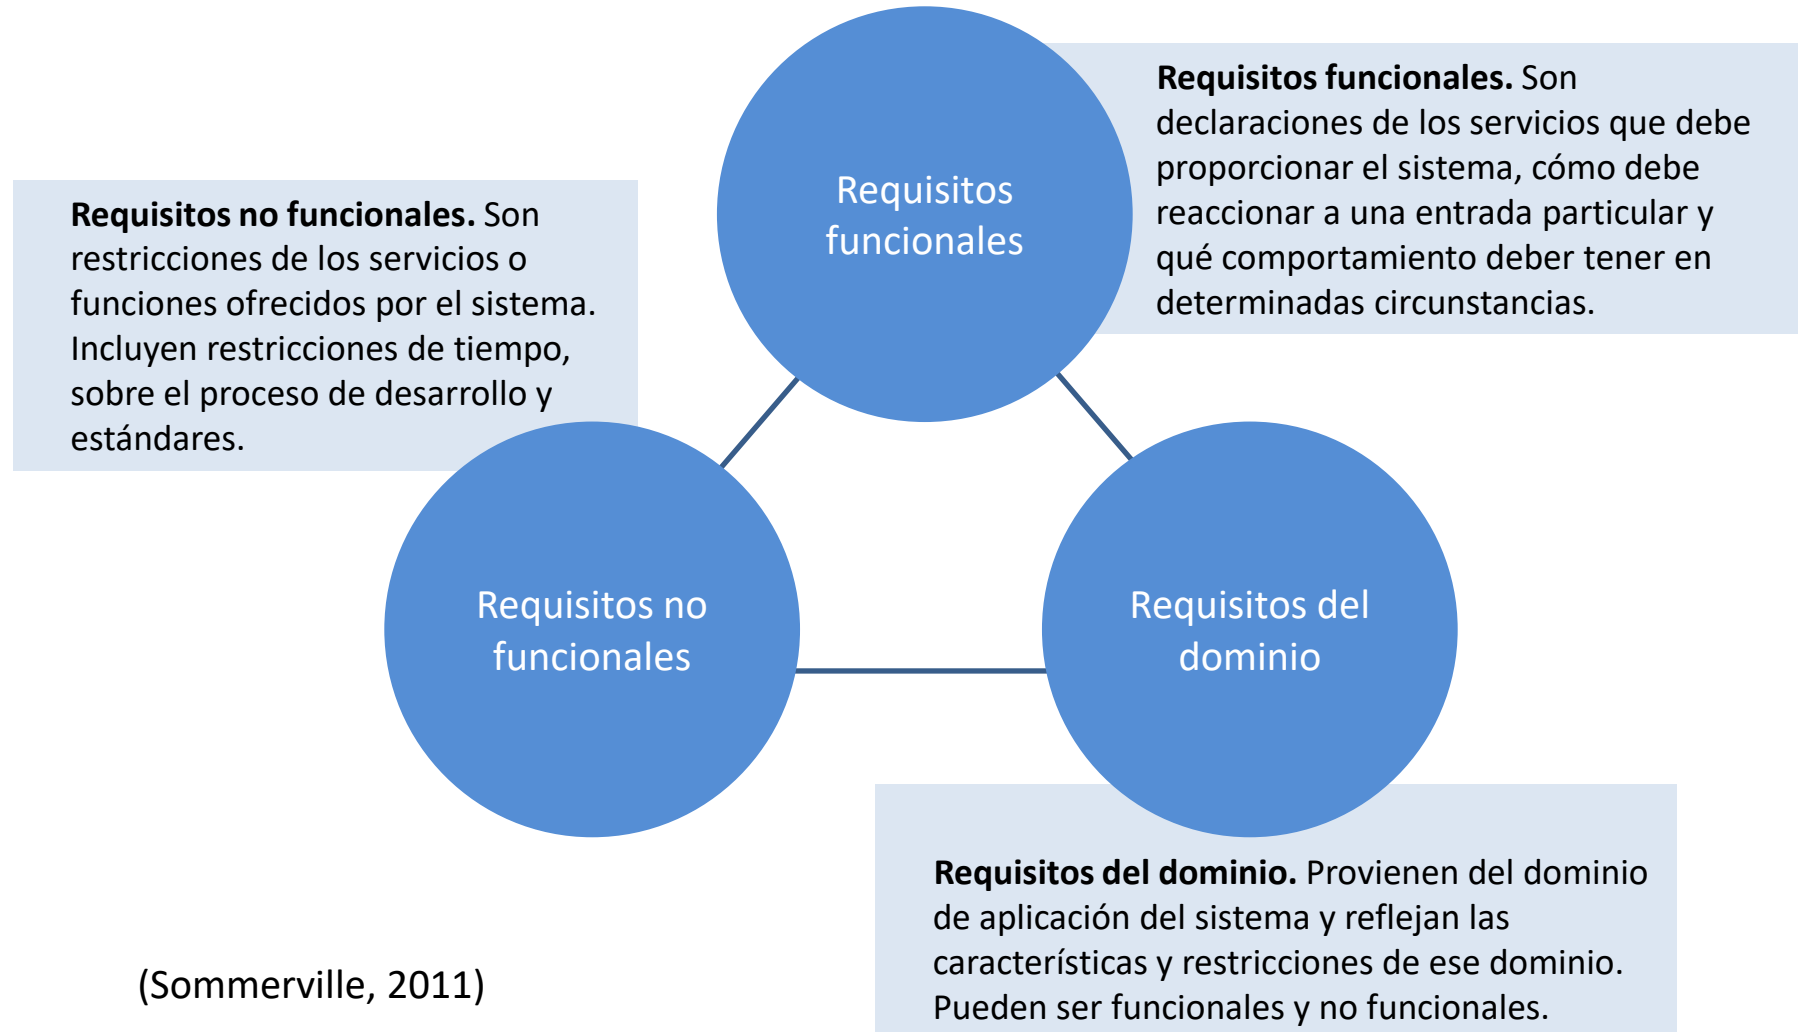 Requisitos
funcionales
Requisitos funcionales. Son
declaraciones de los servicios que debe
proporcionar el sistema, cómo debe
reaccionar a una entrada particular y
qué comportamiento deber tener en
determinadas circunstancias.
Requisitos no funcionales. Son
restricciones de los servicios o
funciones ofrecidos por el sistema.
Incluyen restricciones de tiempo,
sobre el proceso de desarrollo y
estándares.
Requisitos no
funcionales
Requisitos del
dominio
Requisitos del dominio. Provienen del dominio
de aplicación del sistema y reflejan las
características y restricciones de ese dominio.
Pueden ser funcionales y no funcionales.
(Sommerville, 2011)